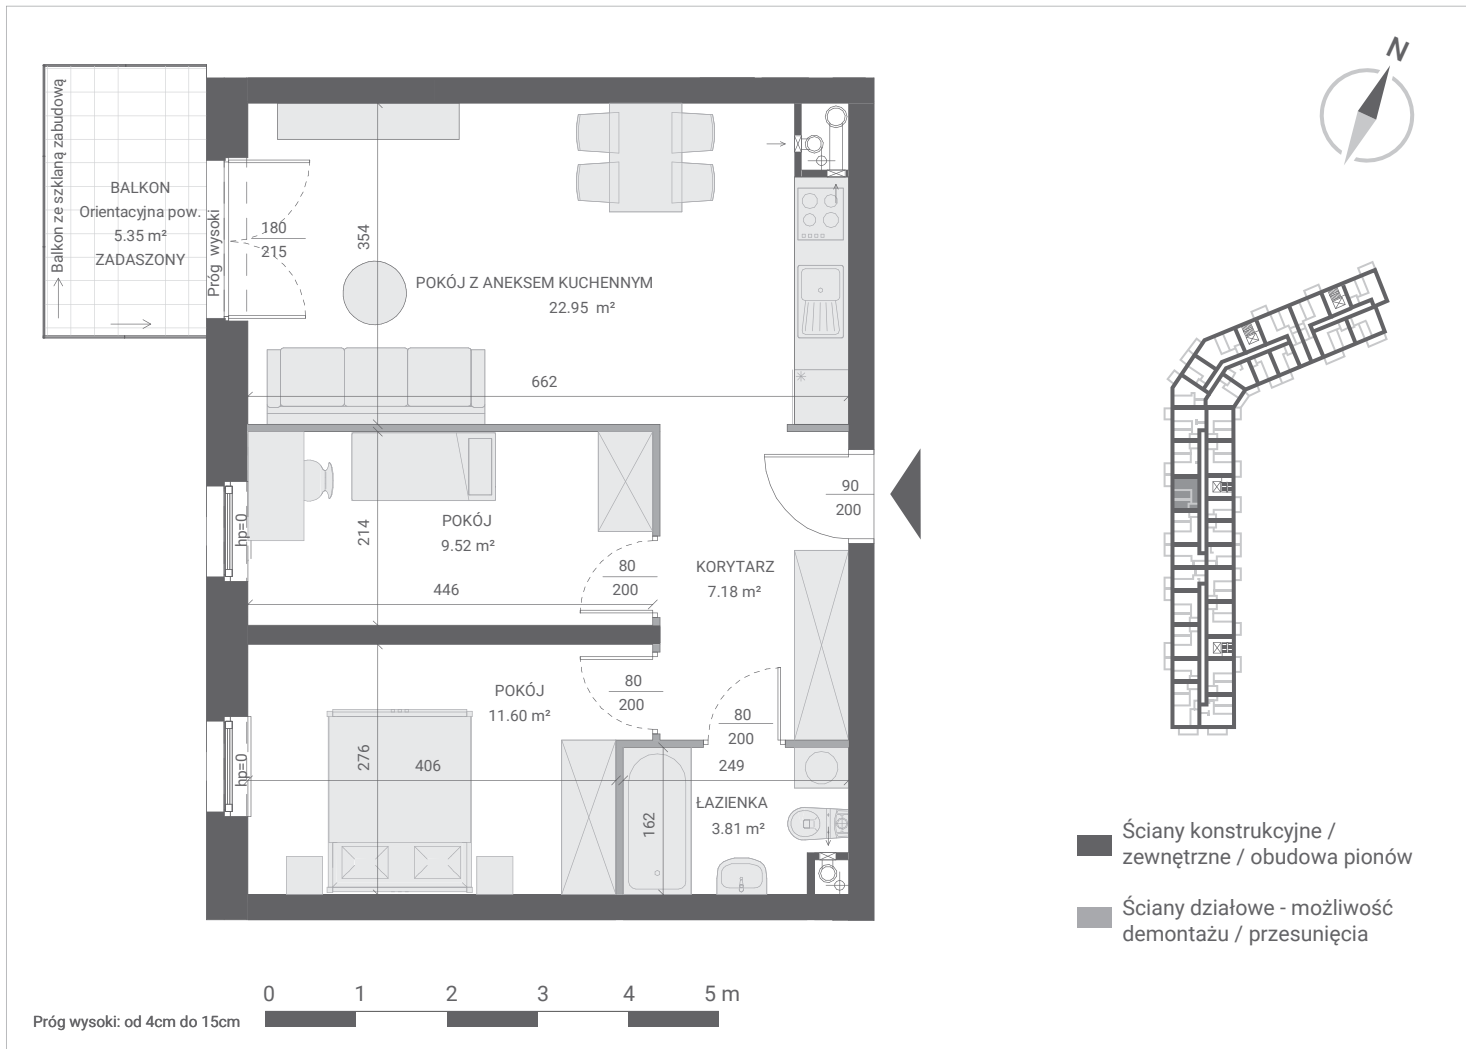 N
Balkon ze szklaną zabudową
BALKON
Orientacyjna pow.
5.35 m²
ZADASZONY
Próg wysoki
180
215
354
POKÓJ Z ANEKSEM KUCHENNYM
22.95 m²
662
90
200
POKÓJ
9.52 m²
hp=0
214
446
80
200
KORYTARZ
7.18 m²
POKÓJ
11.60 m²
80
200
80
200
hp=0
276
406
249
ŁAZIENKA
3.81 m²
162
Ściany konstrukcyjne /
zewnętrzne / obudowa pionów
Ściany działowe - możliwość
demontażu / przesunięcia
0 1 2 3 4 5 m
Próg wysoki: od 4cm do 15cm